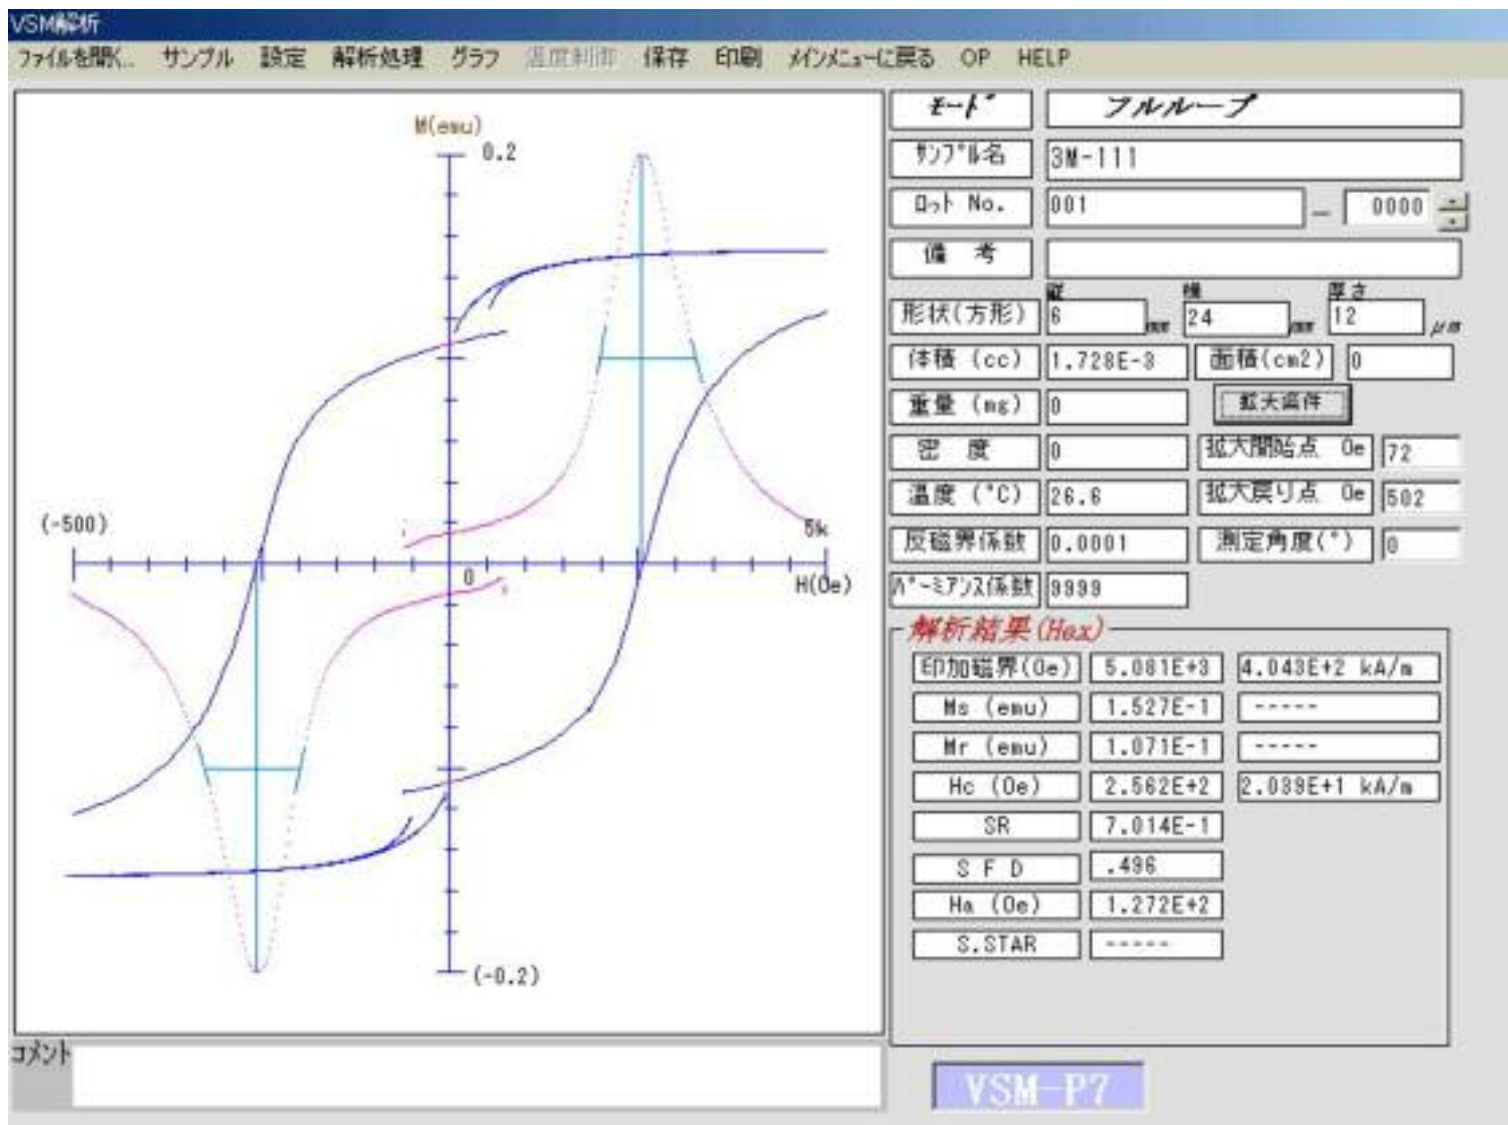 VSM解析
ファイルを開く... サンプル 設定 解析処理 グラフ 温度制御 保存 印刷 メインメニューに戻る OP HELP
M(emu)
0.2
(-500)
5k
0
H(Oe)
(-0.2)
モード フルループ
サンプル名 3M-111
ロット No. 001 — 0000
備 考
縦 横 厚さ
形状(方形) 6 mm 24 mm 12 μm
体積 (cc) 1.728E-3 面積(cm2) 0
重量 (mg) 0 拡大条件
密 度 0 拡大開始点 Oe 72
温度 (°C) 26.6 拡大戻り点 Oe 502
反磁界係数 0.0001 測定角度(°) 0
パーミアンス係数 9999
解析結果(Hex)
印加磁界(Oe) 5.081E+3 4.043E+2 kA/m
Ms (emu) 1.527E-1 -----
Mr (emu) 1.071E-1 -----
Hc (Oe) 2.562E+2 2.039E+1 kA/m
SR 7.014E-1
S F D .496
Ha (Oe) 1.272E+2
S.STAR -----
コメント
VSM-P7